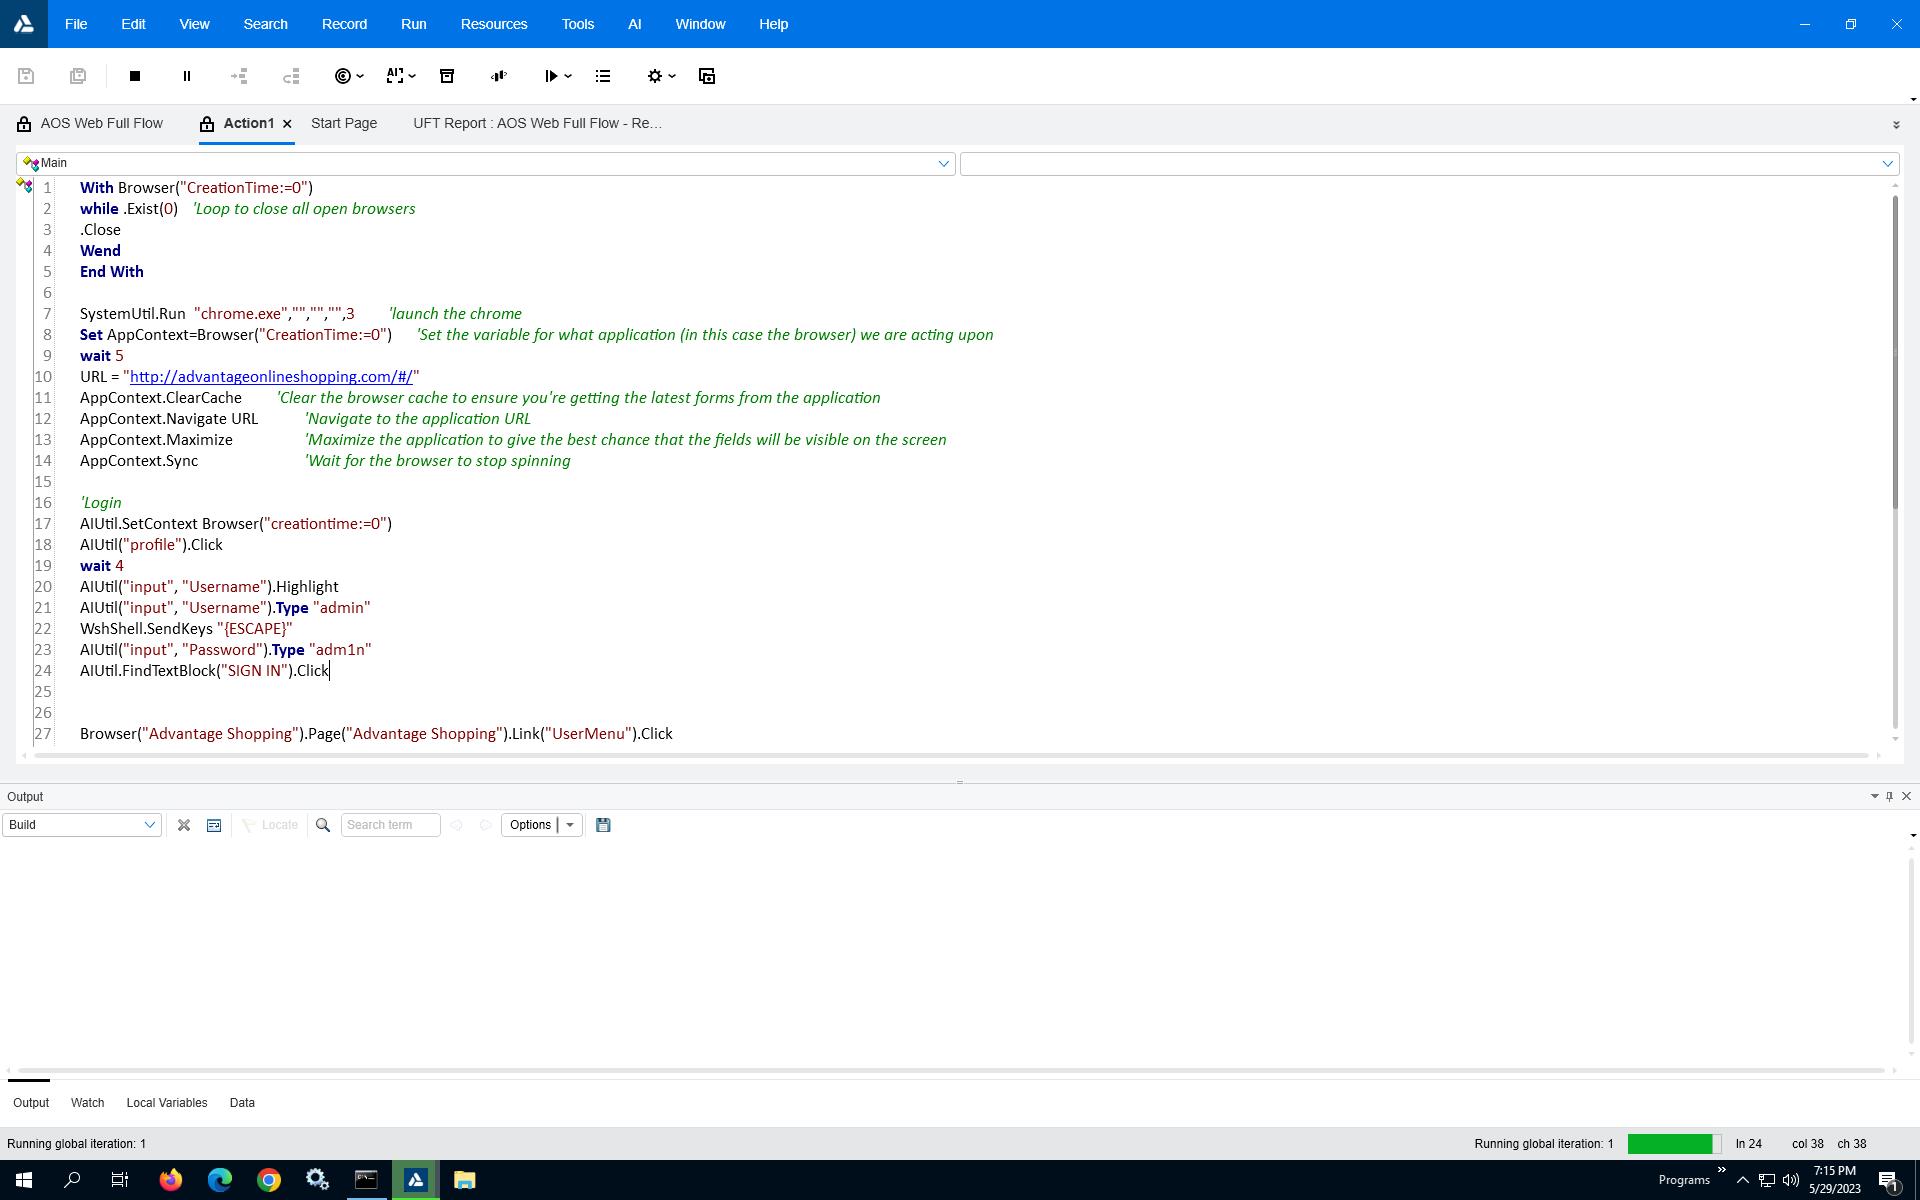 File Edit View Search Record Run Resources Tools AI Window Help
AOS Web Full Flow Action1 Start Page UFT Report : AOS Web Full Flow - Re...
Main
1 With Browser("CreationTime:=0")
2 while .Exist(0) 'Loop to close all open browsers
3 .Close
4 Wend
5 End With
6
7 SystemUtil.Run "chrome.exe","","","",3 'launch the chrome
8 Set AppContext=Browser("CreationTime:=0") 'Set the variable for what application (in this case the browser) we are acting upon
9 wait 5
10 URL = "http://advantageonlineshopping.com/#/"
11 AppContext.ClearCache 'Clear the browser cache to ensure you're getting the latest forms from the application
12 AppContext.Navigate URL 'Navigate to the application URL
13 AppContext.Maximize 'Maximize the application to give the best chance that the fields will be visible on the screen
14 AppContext.Sync 'Wait for the browser to stop spinning
15
16 'Login
17 AIUtil.SetContext Browser("creationtime:=0")
18 AIUtil("profile").Click
19 wait 4
20 AIUtil("input", "Username").Highlight
21 AIUtil("input", "Username").Type "admin"
22 WshShell.SendKeys "{ESCAPE}"
23 AIUtil("input", "Password").Type "adm1n"
24 AIUtil.FindTextBlock("SIGN IN").Click
25
26
27 Browser("Advantage Shopping").Page("Advantage Shopping").Link("UserMenu").Click
Output
Build Locate Search term Options
Output Watch Local Variables Data
Running global iteration: 1 Running global iteration: 1 ln 24 col 38 ch 38
Programs 7:15 PM
5/29/2023 1